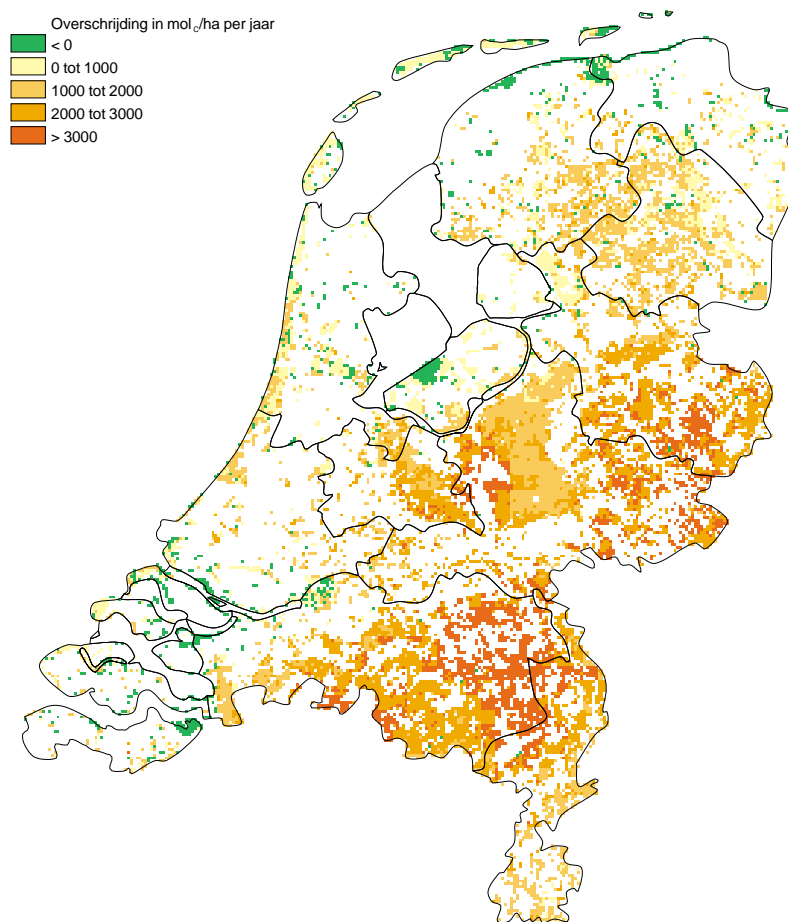 Overschrijding in mol c/ha per jaar
< 0
0 tot 1000
1000 tot 2000
2000 tot 3000
> 3000